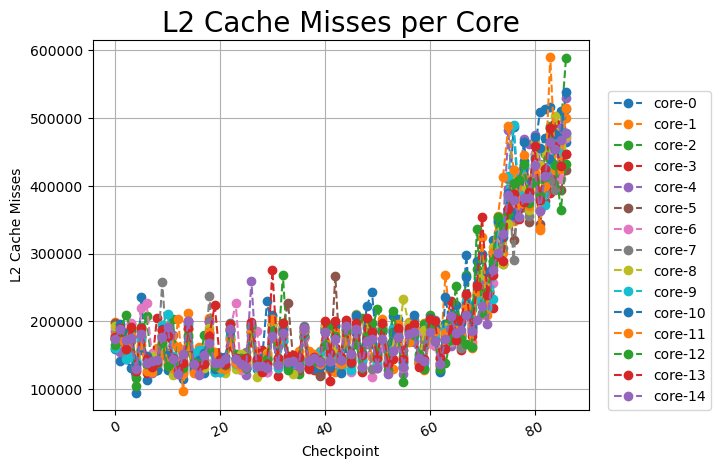 L2 Cache Misses per Core
600000
500000
400000
300000
200000
100000
L2 Cache Misses
0
20
40
60
80
Checkpoint
core-0
core-1
core-2
core-3
core-4
core-5
core-6
core-7
core-8
core-9
core-10
core-11
core-12
core-13
core-14